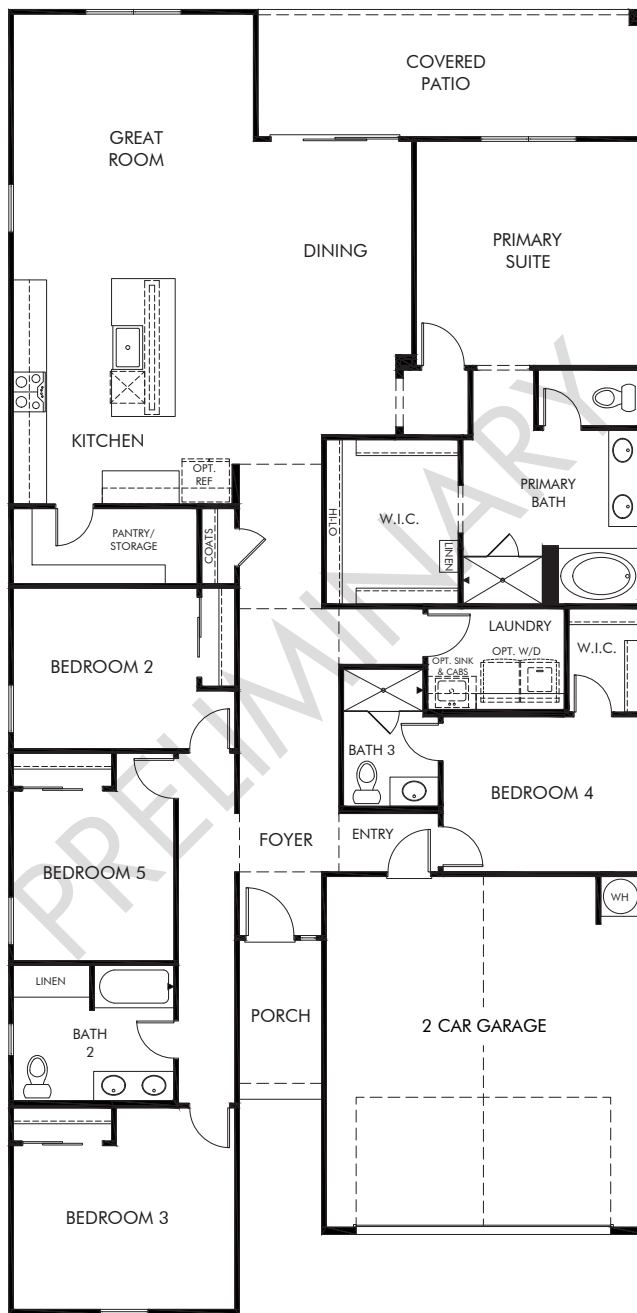 COVERED
PATIO
GREAT
ROOM
DINING
PRIMARY
SUITE
KITCHEN
OPT.
REF
HI-LO
W.I.C.
PRIMARY
BATH
LINEN
PANTRY/
STORAGE
COATS
LAUNDRY
OPT. W/D
OPT. SINK
& CABS
W.I.C.
BEDROOM 2
BATH 3
BEDROOM 4
FOYER
ENTRY
BEDROOM 5
WH
LINEN
BATH
2
PORCH
2 CAR GARAGE
BEDROOM 3
PRELIMINARY